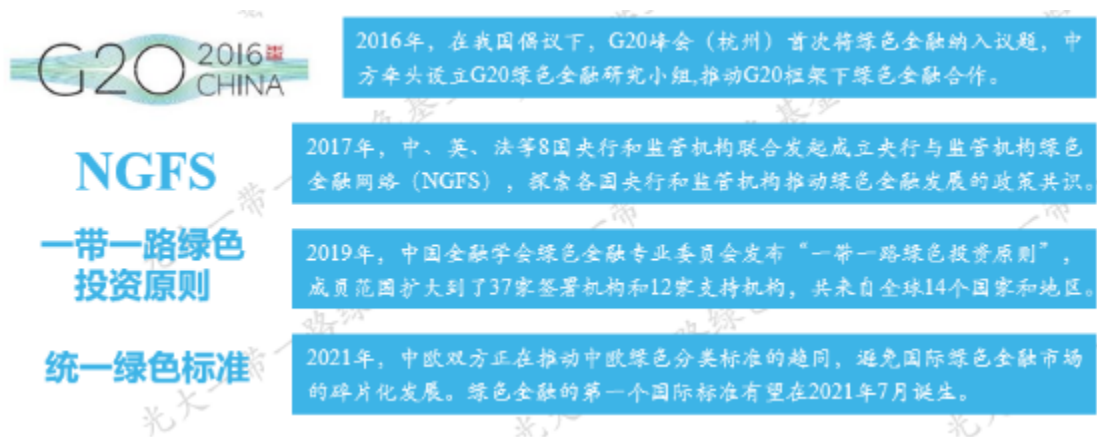 G20 2016
CHINA
2016年，在我国倡议下，G20峰会（杭州）首次将绿色金融纳入议题，中
方牵头设立G20绿色金融研究小组,推动G20框架下绿色金融合作。
NGFS
2017年，中、英、法等8国央行和监管机构联合发起成立央行与监管机构绿色
金融网络（NGFS），探索各国央行和监管机构推动绿色金融发展的政策共识。
一带一路绿色
投资原则
2019年，中国金融学会绿色金融专业委员会发布“一带一路绿色投资原则”，
成员范围扩大到了37家签署机构和12家支持机构，共来自全球14个国家和地区。
统一绿色标准
2021年，中欧双方正在推动中欧绿色分类标准的趋同，避免国际绿色金融市场
的碎片化发展。绿色金融的第一个国际标准有望在2021年7月诞生。
光大一带一路绿